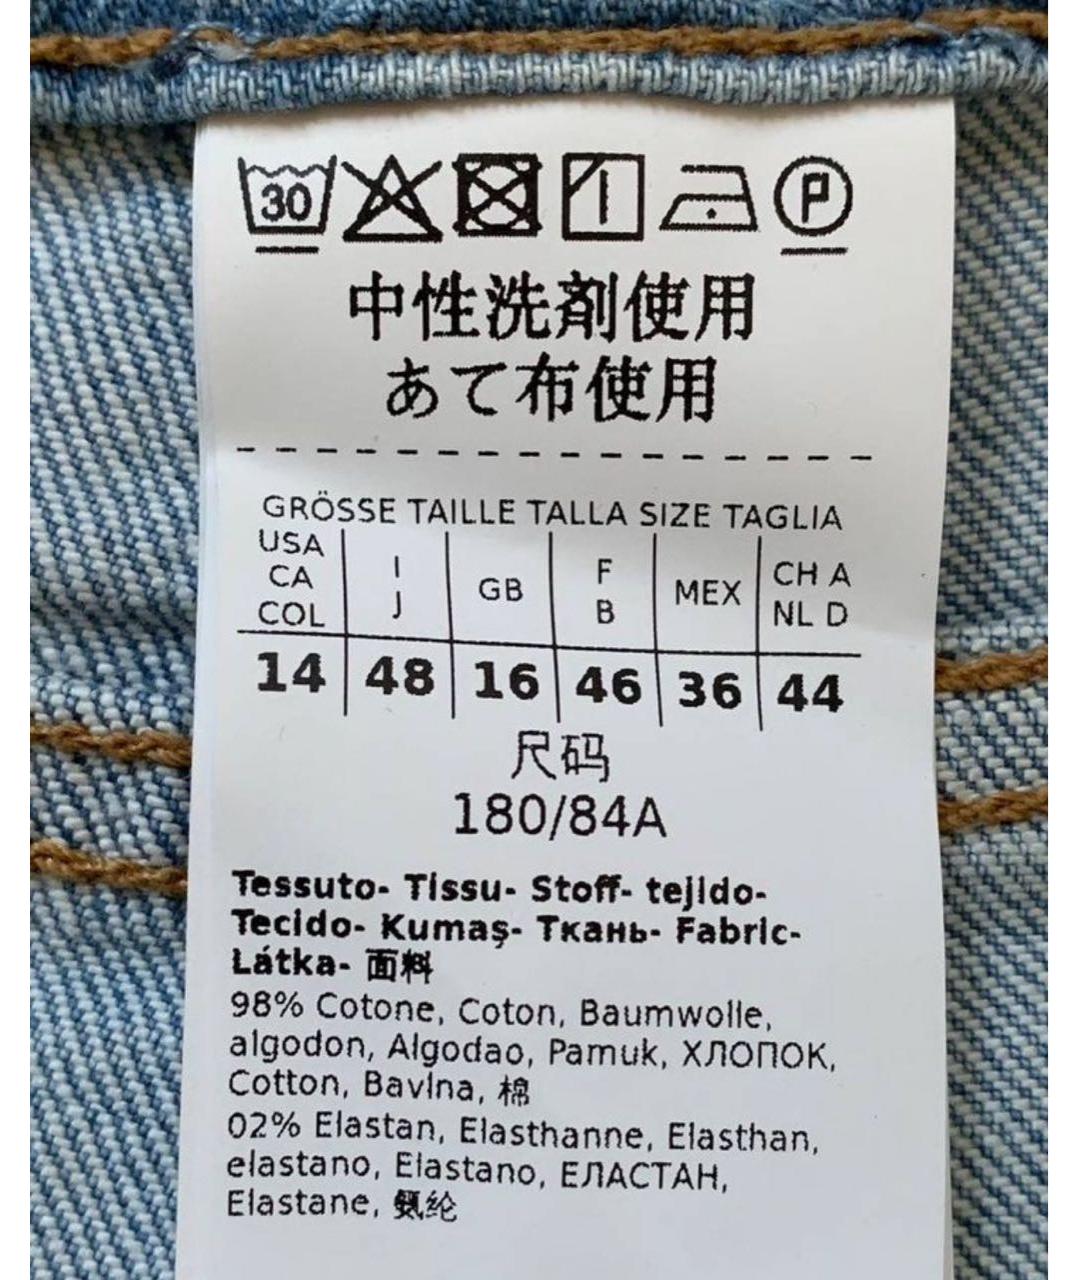 30 P
中性洗剤使用
あて布使用
GRÖSSE TAILLE TALLA SIZE TAGLIA
USA CA COL | I J | GB | F B | MEX | CH A NL D
14 | 48 | 16 | 46 | 36 | 44
尺码
180/84A
Tessuto- Tissu- Stoff- tejido-
Tecido- Kumaş- Ткань- Fabric-
Látka- 面料
98% Cotone, Coton, Baumwolle,
algodon, Algodao, Pamuk, ХЛОПОК,
Cotton, Bavlna, 棉
02% Elastan, Elasthanne, Elasthan,
elastano, Elastano, ЕЛАСТАН,
Elastane, 氨纶